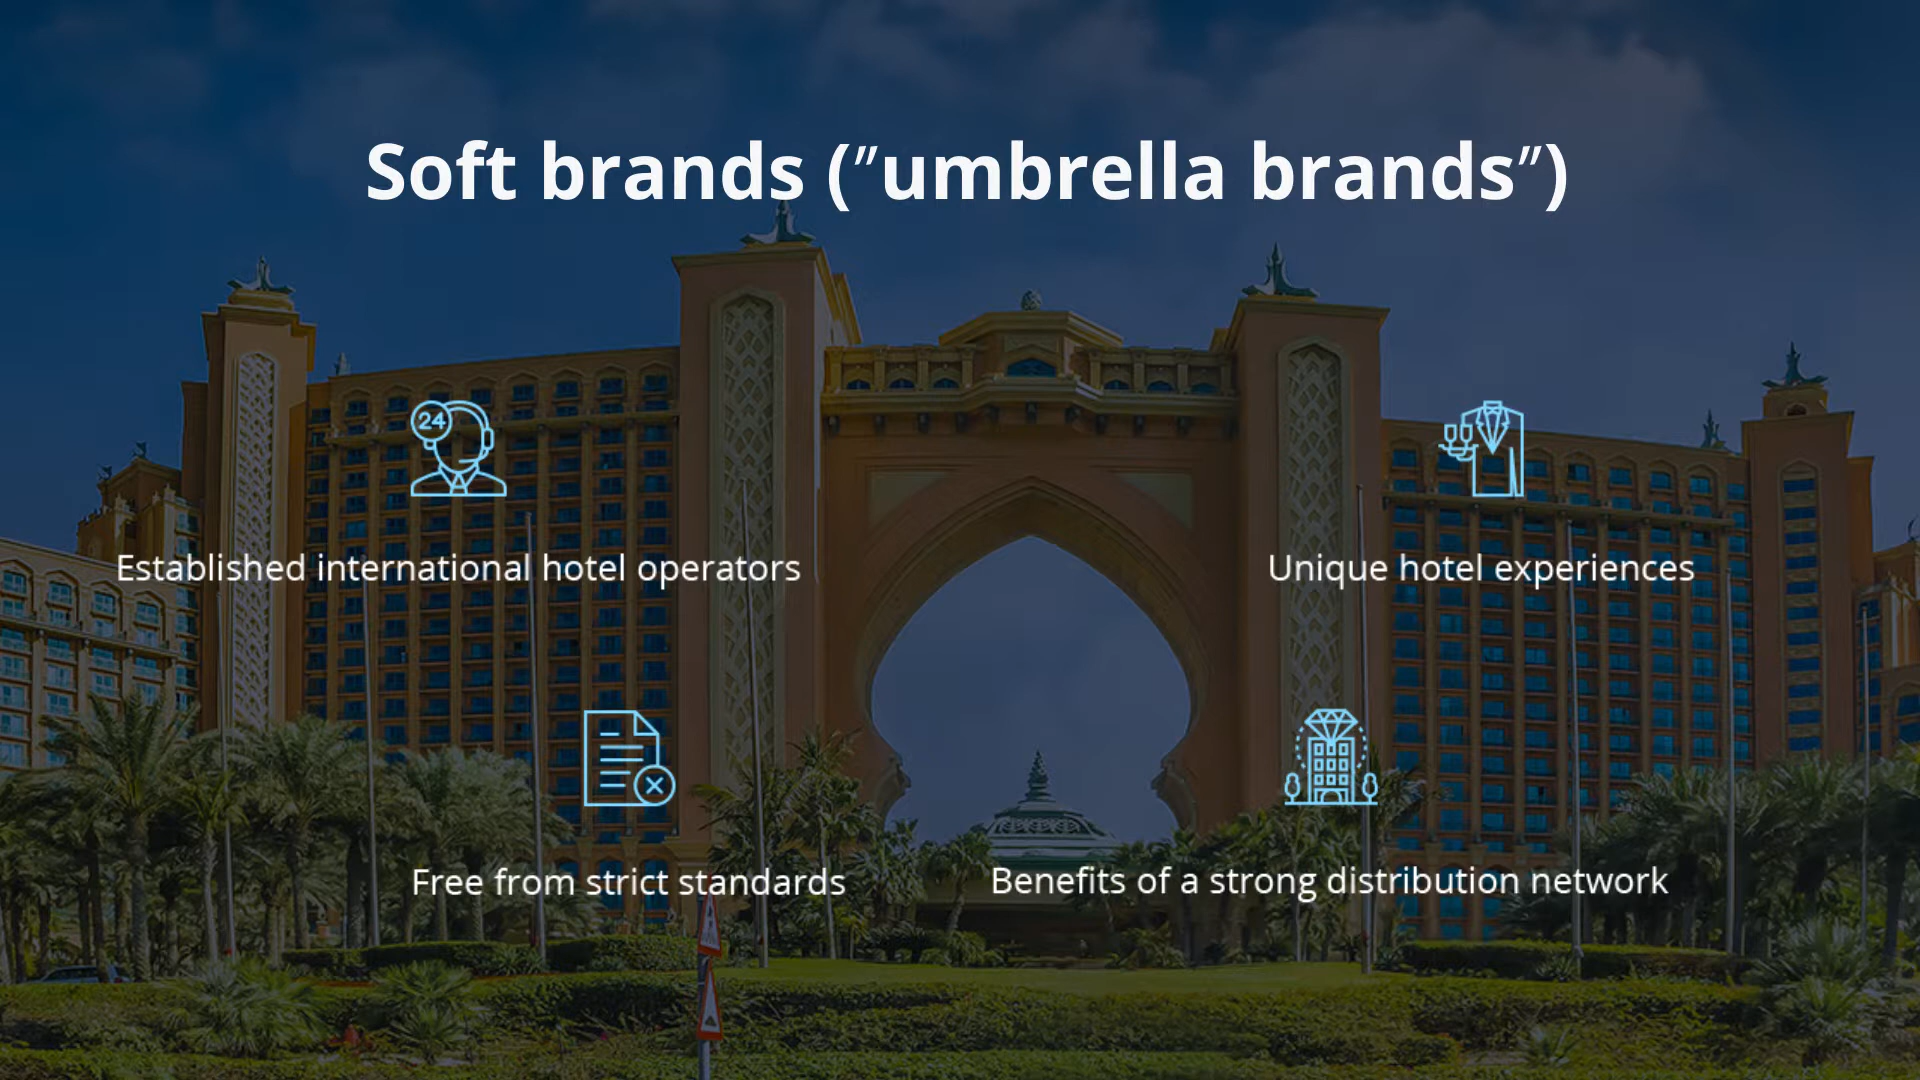 Soft brands (″umbrella brands″)
24
Established international hotel operators
Unique hotel experiences
Free from strict standards
Benefits of a strong distribution network